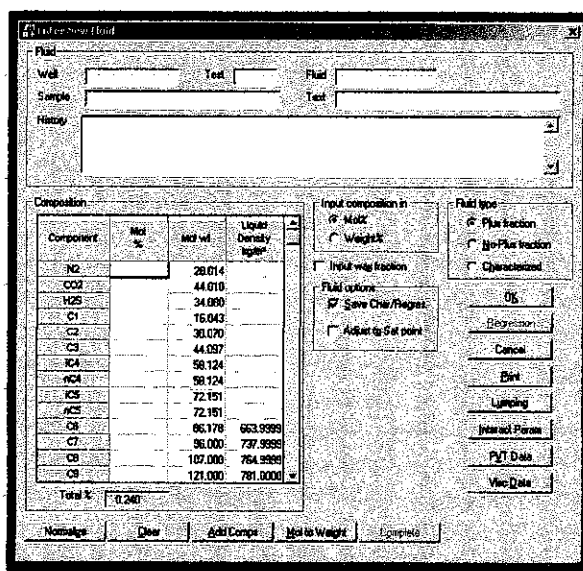 Enter New Fluid
Fluid
Well Test Fluid
Sample Text
History
Composition
Component Mol % Mol wt Liquid Density kg/m³
N2 28.014
CO2 44.010
H2S 34.080
C1 16.043
C2 30.070
C3 44.097
iC4 58.124
nC4 58.124
iC5 72.151
nC5 72.151
C6 86.178 663.9999
C7 96.000 737.9999
C8 107.000 764.9999
C9 121.000 781.0000
Total % 0.240
Input composition in
Mol%
Weight%
Input wax fraction
Fluid options
Save Char/Regres.
Adjust to Sat point
Fluid type
Plus fraction
No-Plus fraction
Characterized
OK
Regression
Cancel
Print
Lumping
Interact Param
PVT Data
Visc Data
Normalize Clear Add Comps Mol to Weight Complete